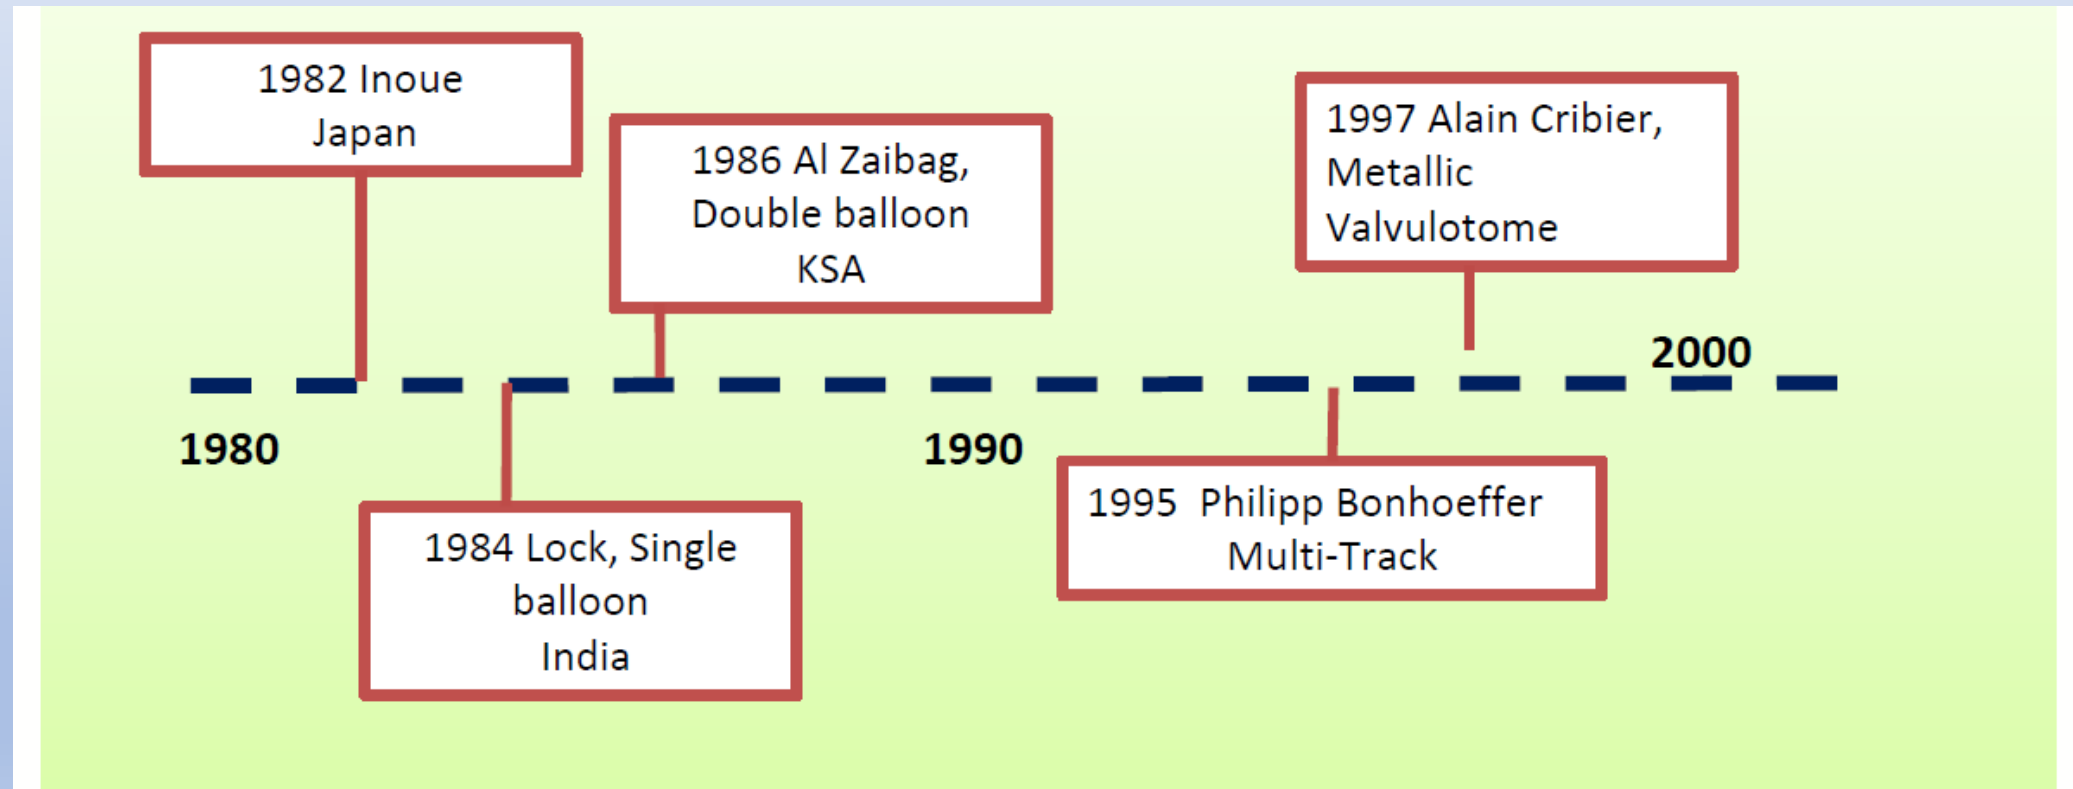 1982 Inoue
Japan
1986 Al Zaibag,
Double balloon
KSA
1997 Alain Cribier,
Metallic
Valvulotome
2000
1980
1990
1984 Lock, Single
balloon
India
1995  Philipp Bonhoeffer
Multi-Track